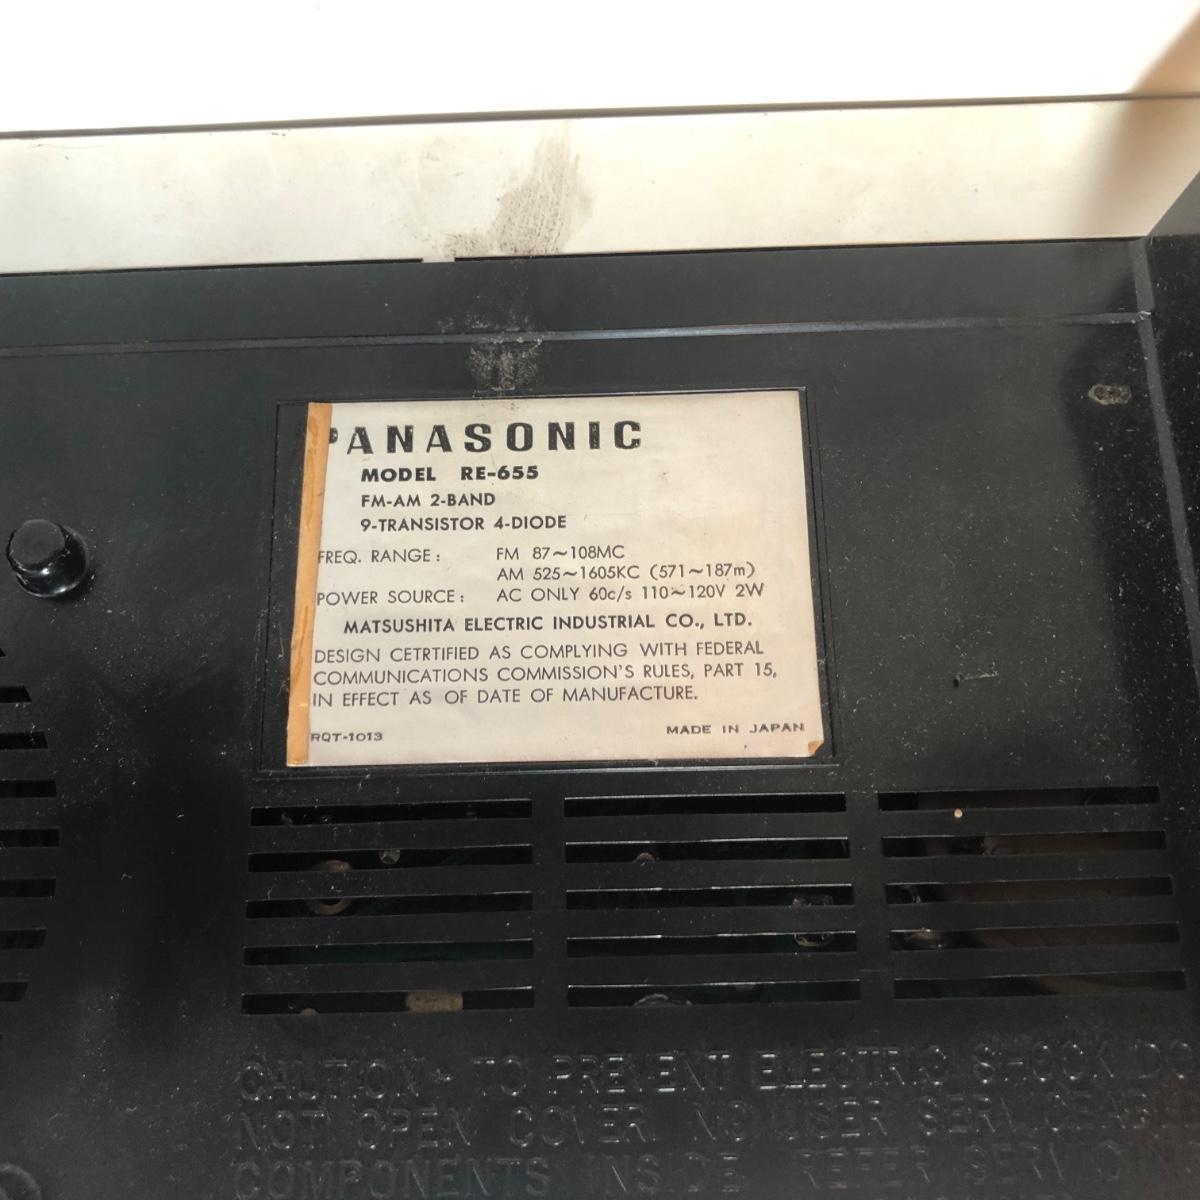 PANASONIC
MODEL RE-655
FM-AM 2-BAND
9-TRANSISTOR 4-DIODE
FREQ. RANGE: FM 87~108MC
AM 525~1605KC (571~187m)
POWER SOURCE: AC ONLY 60c/s 110~120V 2W
MATSUSHITA ELECTRIC INDUSTRIAL CO., LTD.
DESIGN CETRTIFIED AS COMPLYING WITH FEDERAL
COMMUNICATIONS COMMISSION'S RULES, PART 15,
IN EFFECT AS OF DATE OF MANUFACTURE.
RQT-1013 MADE IN JAPAN
CAUTION - TO PREVENT ELECTRIC SHOCK DO
NOT OPEN COVER. NO USER SERVICEABLE
COMPONENTS INSIDE REFER SERVICING